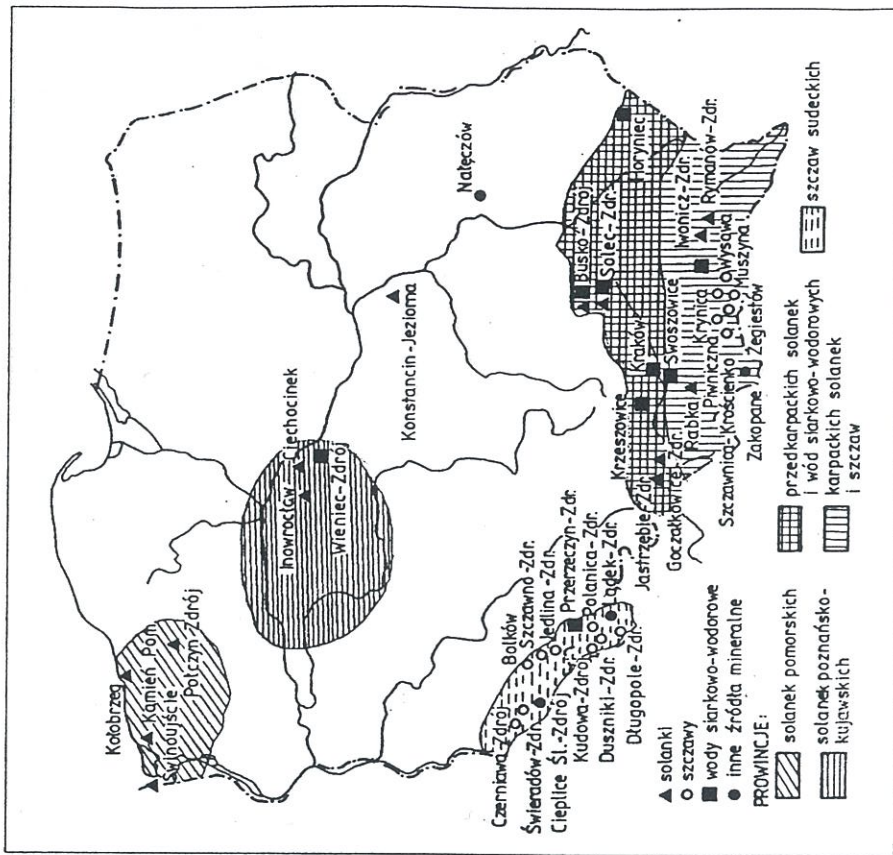 Kołobrzeg
Kamień Pom.
Świnoujście
Połczyn-Zdrój
Inowrocław
Ciechocinek
Wieniec-Zdrój
Konstancin-Jeziorna
Nałęczów
Czerniawa-Zdrój
Bolków
Szczawno-Zdr.
Świeradów-Zdr.
Jedlina-Zdr.
Cieplice Śl.-Zdrój
Przerzeczyn-Zdr.
Kudowa-Zdrój
Polanica-Zdr.
Duszniki-Zdr.
Lądek-Zdr.
Długopole-Zdr.
Busko-Zdrój
Solec-Zdr.
Horyniec
Krzeszowice
Kraków
Swoszowice
Jastrzębie-Zdr.
Goczałkowice-Zdr.
Rabka
Iwonicz-Zdr.
Rymanów-Zdr.
Krynica
Piwniczna
Wysowa
Szczawnica-Krościenko
Muszyna
Zakopane
Żegiestów
solanki
szczawy
wody siarkowo-wodorowe
inne źródła mineralne
PROWINCJE:
solanek pomorskich
solanek poznańsko-
kujawskich
przedkarpackich solanek
i wód siarkowo-wodorowych
karpackich solanek
i szczaw
szczaw sudeckich